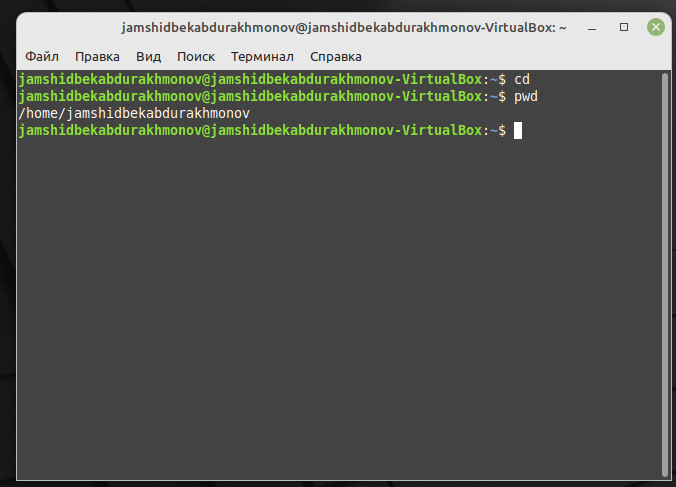 jamshidbekabdurakhmonov@jamshidbekabdurakhmonov-VirtualBox: ~
Файл Правка Вид Поиск Терминал Справка
jamshidbekabdurakhmonov@jamshidbekabdurakhmonov-VirtualBox:~$ cd
jamshidbekabdurakhmonov@jamshidbekabdurakhmonov-VirtualBox:~$ pwd
/home/jamshidbekabdurakhmonov
jamshidbekabdurakhmonov@jamshidbekabdurakhmonov-VirtualBox:~$